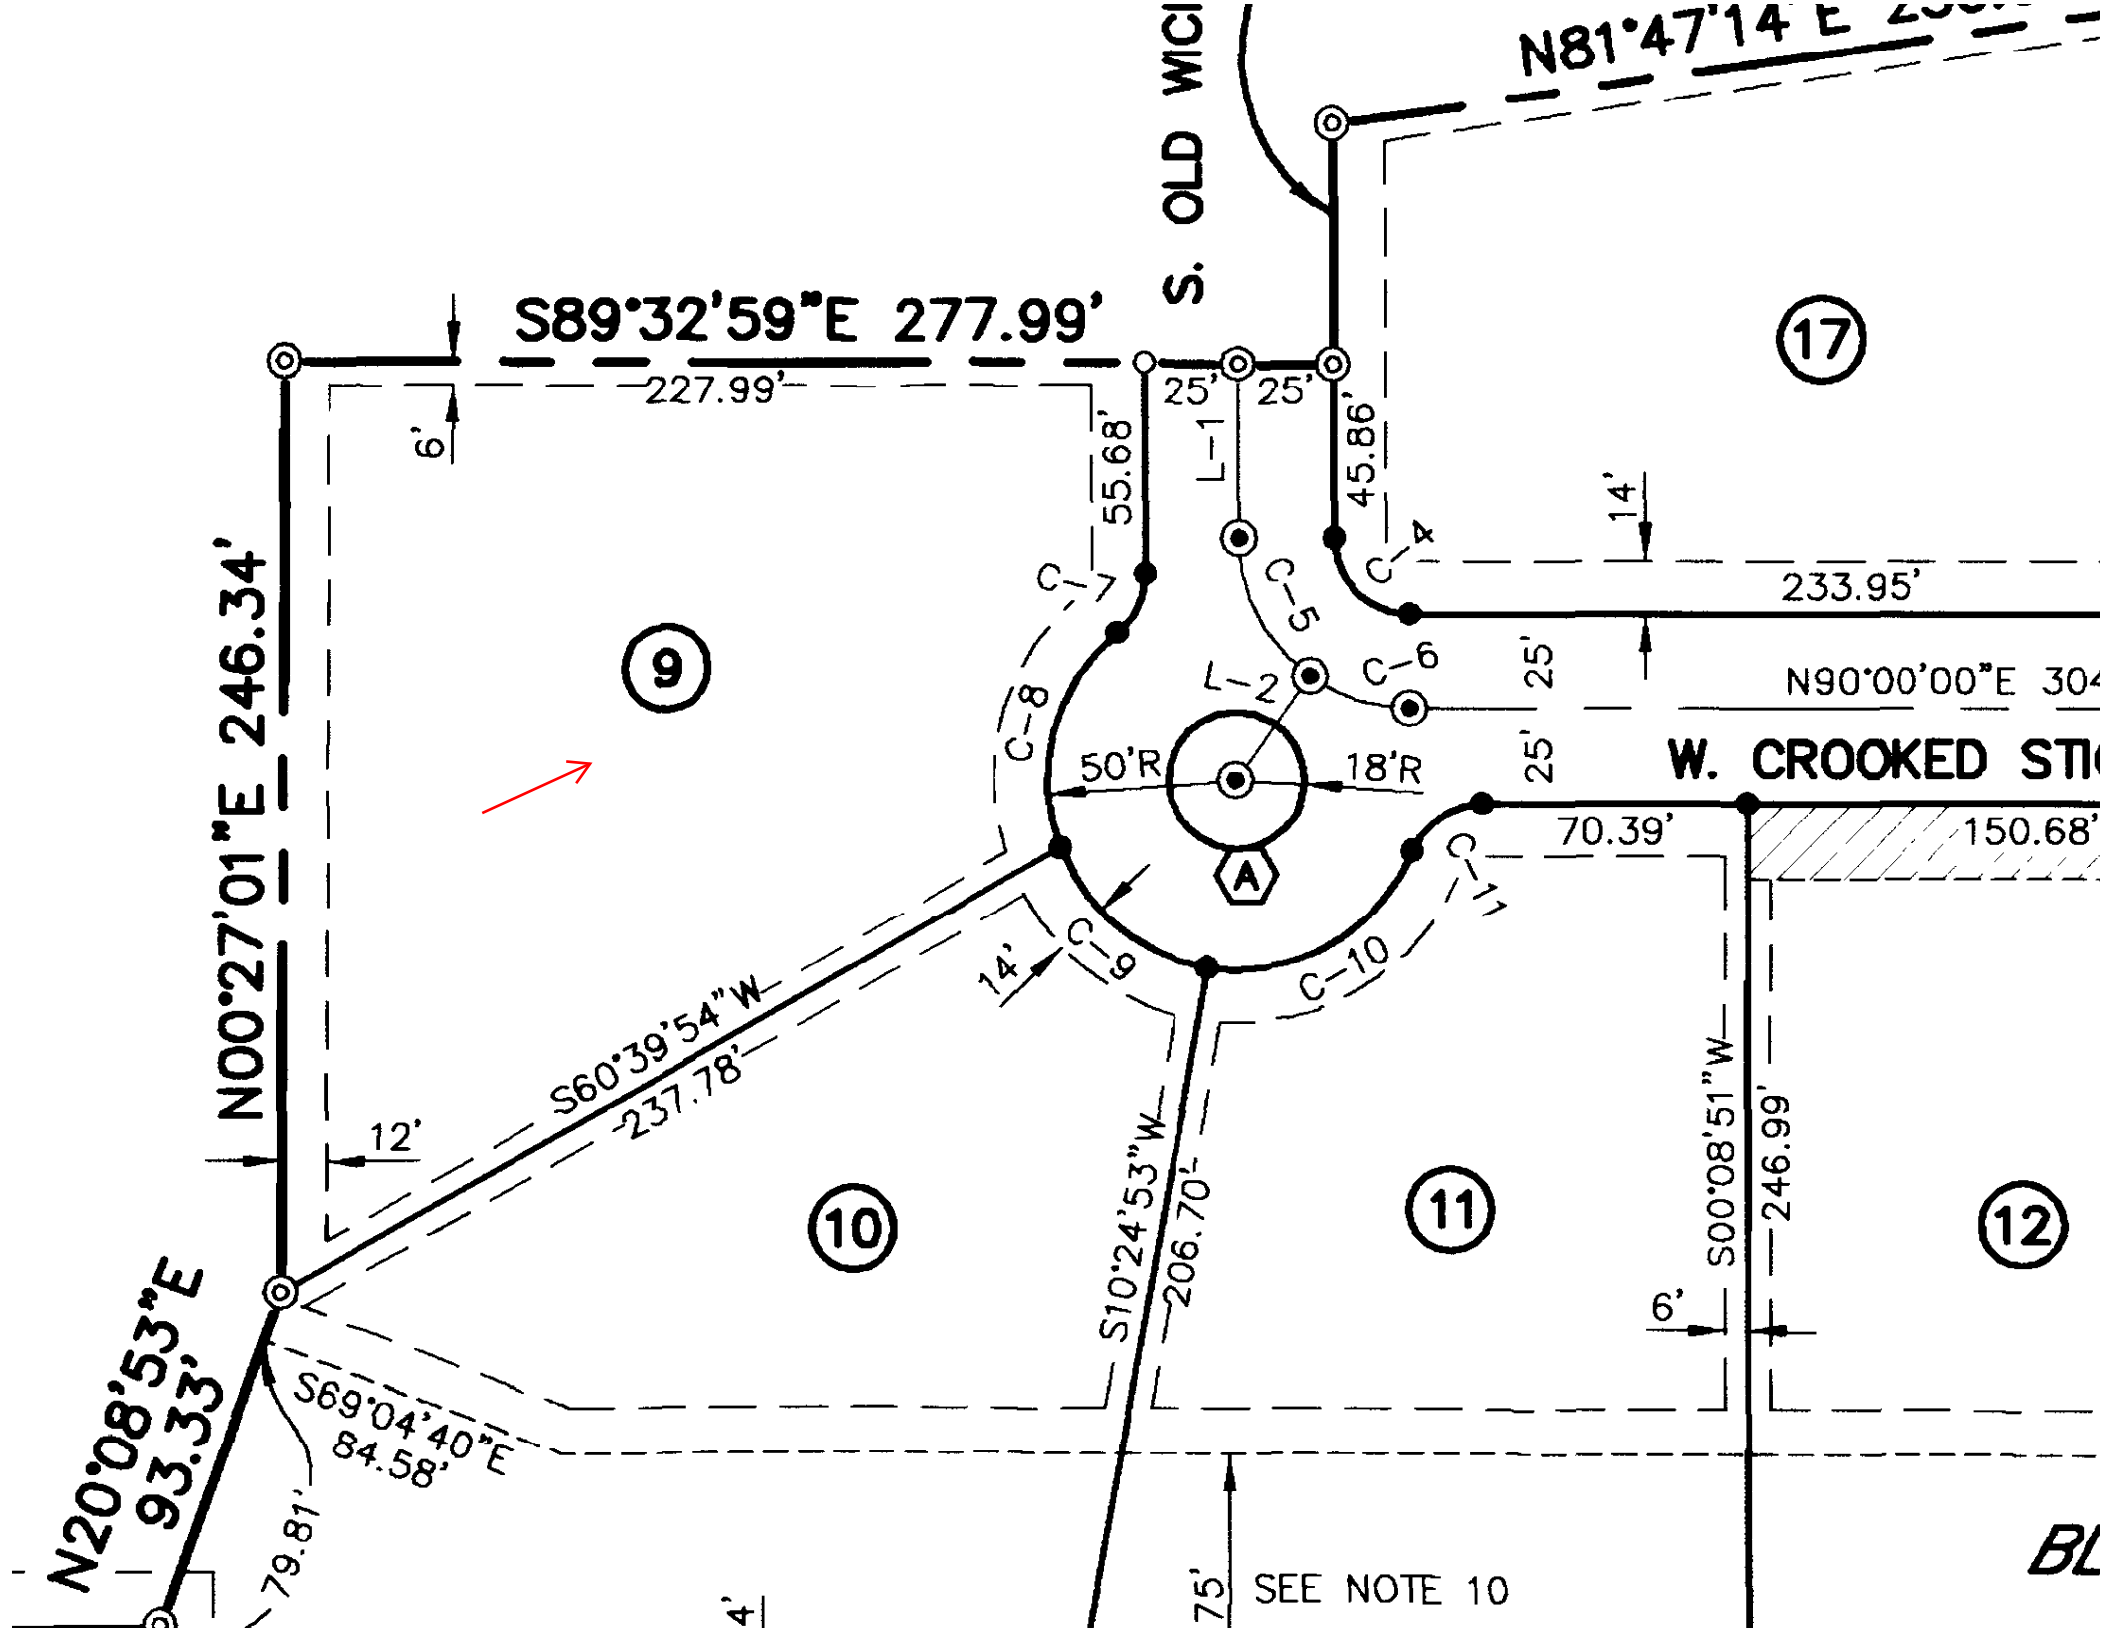 S. OLD
N81°47'14"E
17
S89°32'59"E 277.99'
227.99'
25'
25'
6'
55.68'
L-1
45.86'
14'
C-4
C-7
C-5
233.95'
N00°27'01"E 246.34'
9
C-8
L-2
C-6
25'
N90°00'00"E 304
50'R
18'R
25'
W. CROOKED
A
70.39'
150.68'
C-11
C-9
C-10
14'
S60°39'54"W
237.78'
12'
10
S10°24'53"W
206.70'
11
S00°08'51"W
246.99'
12
6'
N20°08'53"E
93.33'
S69°04'40"E
84.58'
79.81'
4'
75'
SEE NOTE 10
BL